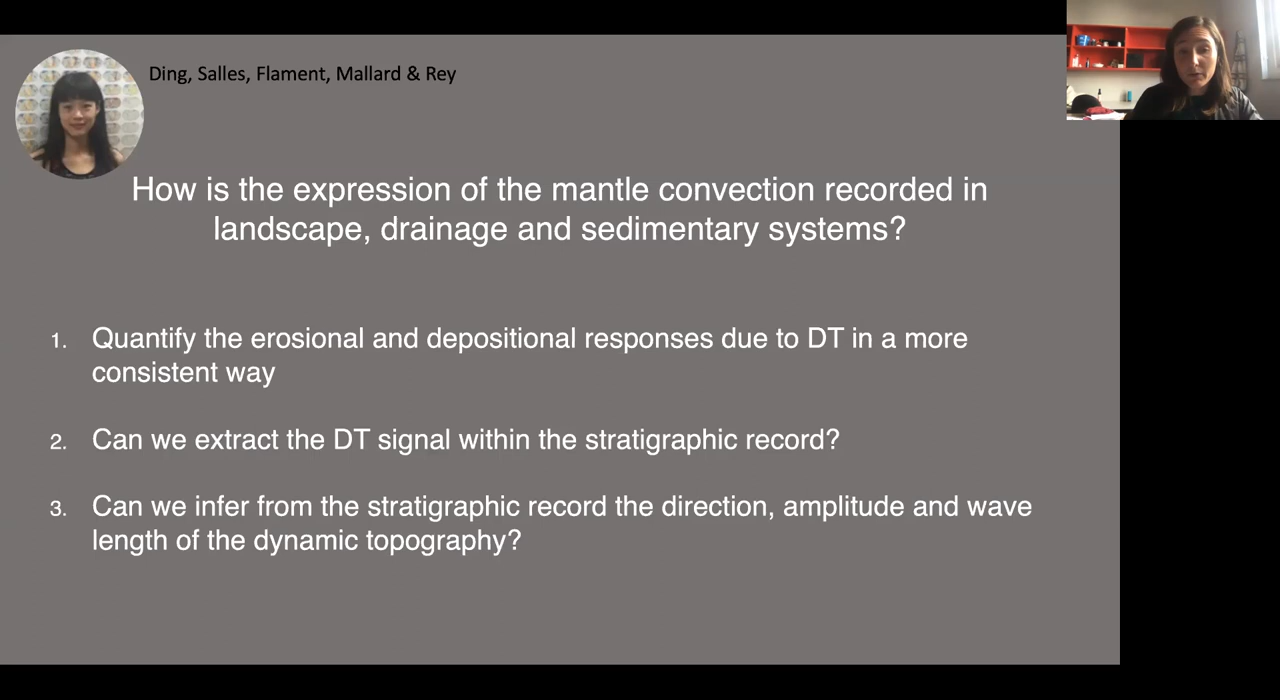 Ding, Salles, Flament, Mallard & Rey
How is the expression of the mantle convection recorded in
landscape, drainage and sedimentary systems?
1. Quantify the erosional and depositional responses due to DT in a more
consistent way
2. Can we extract the DT signal within the stratigraphic record?
3. Can we infer from the stratigraphic record the direction, amplitude and wave
length of the dynamic topography?